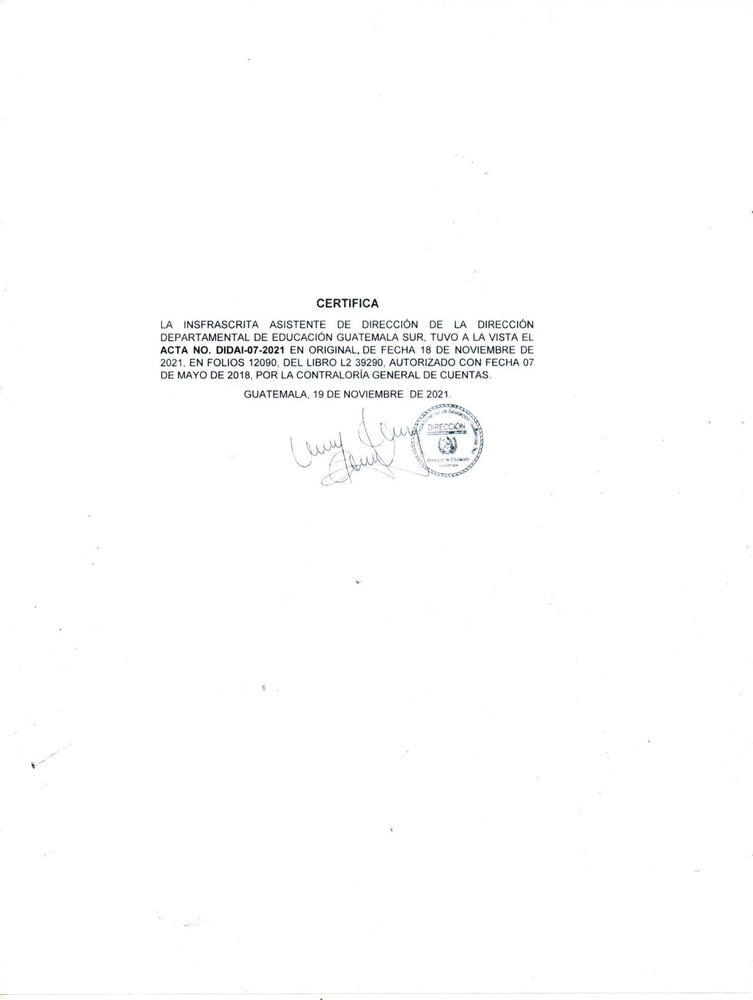 CERTIFICA
LA INSFRASCRITA ASISTENTE DE DIRECCIÓN DE LA DIRECCIÓN
DEPARTAMENTAL DE EDUCACIÓN GUATEMALA SUR, TUVO A LA VISTA EL
ACTA NO. DIDAI-07-2021 EN ORIGINAL, DE FECHA 18 DE NOVIEMBRE DE
2021, EN FOLIOS 12090, DEL LIBRO L2 39290, AUTORIZADO CON FECHA 07
DE MAYO DE 2018, POR LA CONTRALORÍA GENERAL DE CUENTAS.
GUATEMALA, 19 DE NOVIEMBRE DE 2021.
Departamental de Educación Guatemala Sur
DIRECCIÓN
Ministerio de Educación
Guatemala